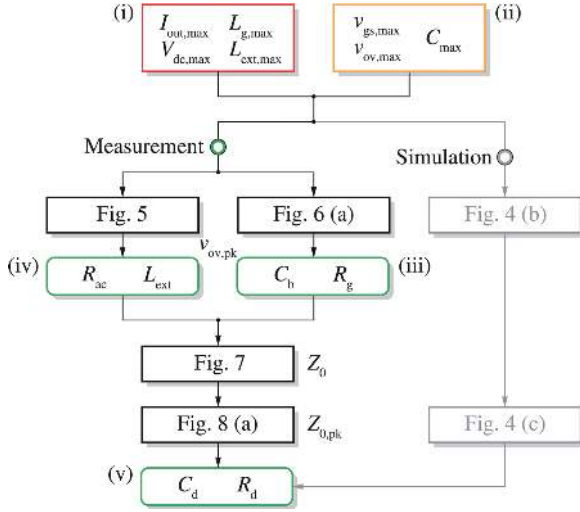 (i)
I_out,max L_g,max
V_dc,max L_ext,max
(ii)
v_gs,max
v_ov,max C_max
Measurement
Simulation
Fig. 5
Fig. 6 (a)
Fig. 4 (b)
v_ov,pk
(iv)
R_ac L_ext
C_b R_g
(iii)
Fig. 7
Z_0
Fig. 8 (a)
Z_0,pk
Fig. 4 (c)
(v)
C_d R_d